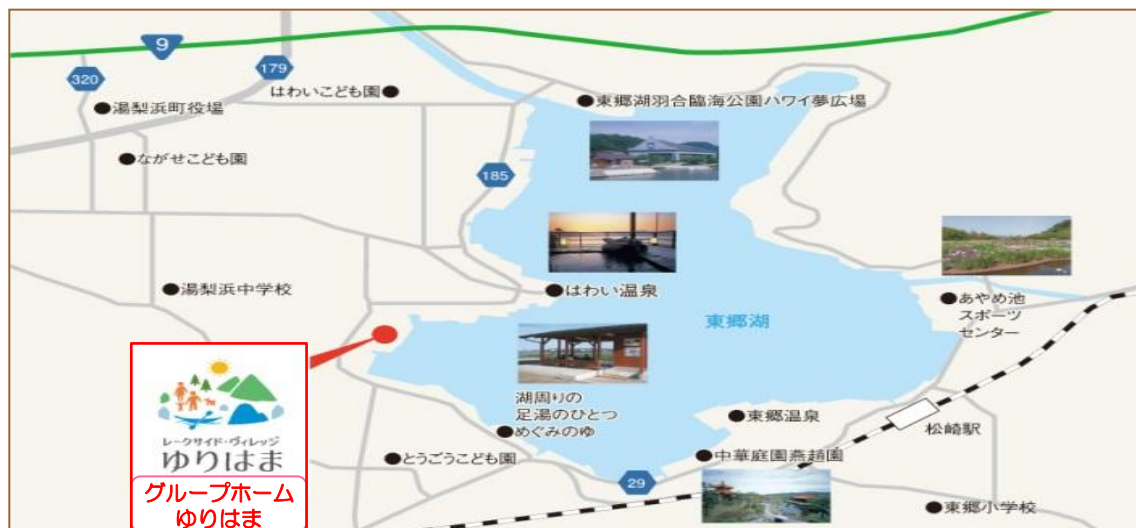 9
320
179
はわいこども園
湯梨浜町役場
東郷湖羽合臨海公園ハワイ夢広場
ながせこども園
185
湯梨浜中学校
はわい温泉
あやめ池
スポーツ
センター
東郷湖
湖周りの
足湯のひとつ
めぐみのゆ
東郷温泉
松崎駅
レークサイド・ヴィレッジ
ゆりはま
グループホーム
ゆりはま
とうごうこども園
中華庭園燕趙園
29
東郷小学校